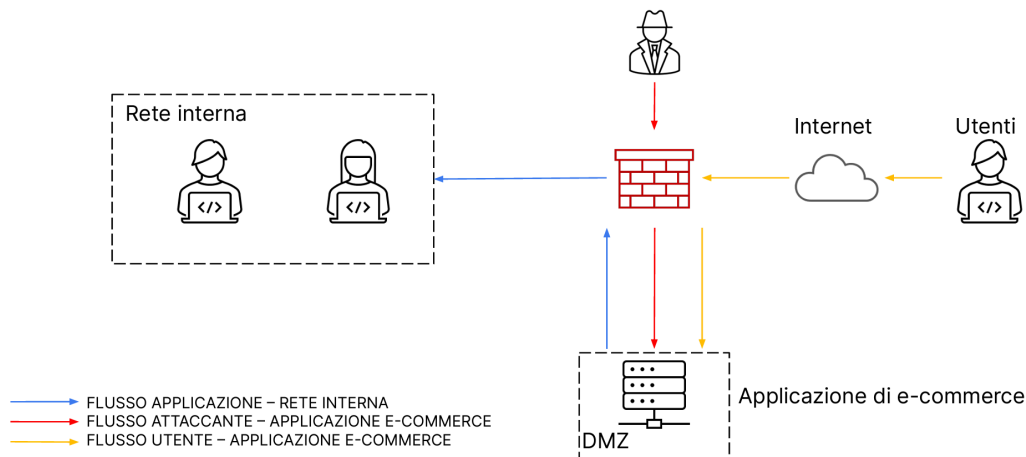 Rete interna
Internet
Utenti
</>
</>
Applicazione di e-commerce
DMZ
FLUSSO APPLICAZIONE – RETE INTERNA
FLUSSO ATTACCANTE – APPLICAZIONE E-COMMERCE
FLUSSO UTENTE – APPLICAZIONE E-COMMERCE